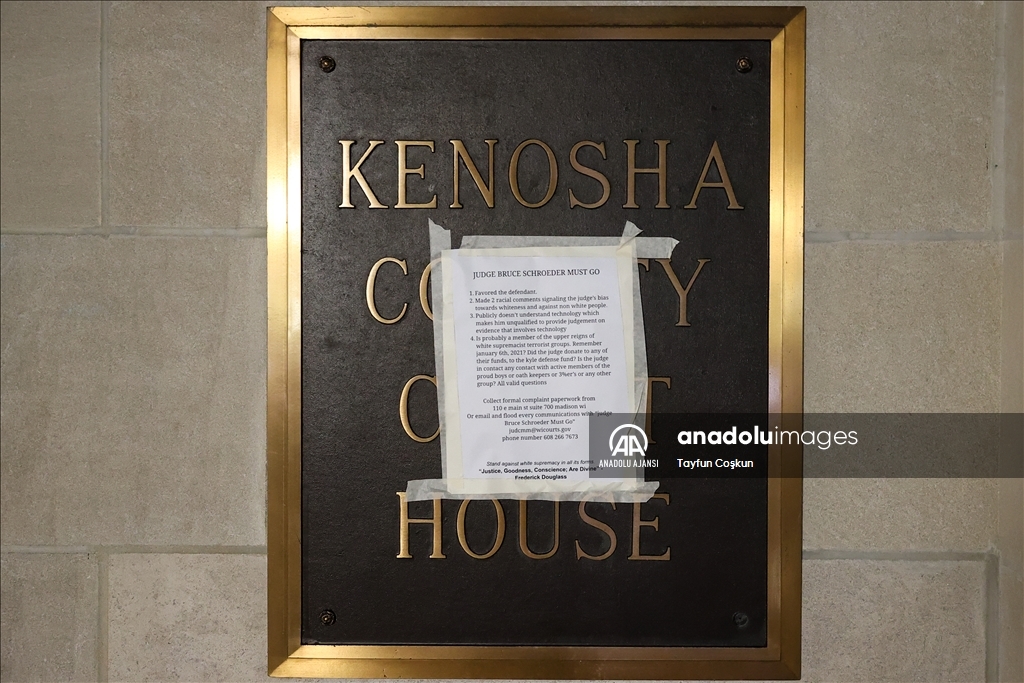 KENOSHA
JUDGE BRUCE SCHROEDER MUST GO
1. Favored the defendant.
2. Made 2 racial comments signaling the judge's bias
towards whiteness and against non white people.
3. Publicly doesn't understand technology which
makes him unqualified to provide judgement on
evidence that involves technology
4. Is probably a member of the upper reigns of
white supremacist terrorist groups. Remember
january 6th, 2021? Did the judge donate to any of
their funds, to the kyle defense fund? Is the judge
in contact any contact with active members of the
proud boys or oath keepers or 3%er's or any other
group? All valid questions
Collect formal complaint paperwork from
110 e main st suite 700 madison wi
Or email and flood every communications with "judge
Bruce Schroeder Must Go"
judcmm@wicourts.gov
phone number 608 266 7673
Stand against white supremacy in all its forms
"Justice, Goodness, Conscience; Are Divine"
Frederick Douglass
HOUSE
AA
ANADOLU AJANSI
anadoluimages
Tayfun Coşkun